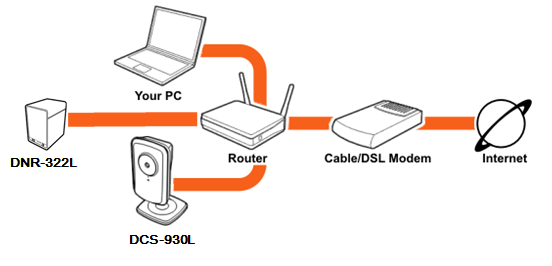 Your PC
DNR-322L
Router
Cable/DSL Modem
Internet
DCS-930L